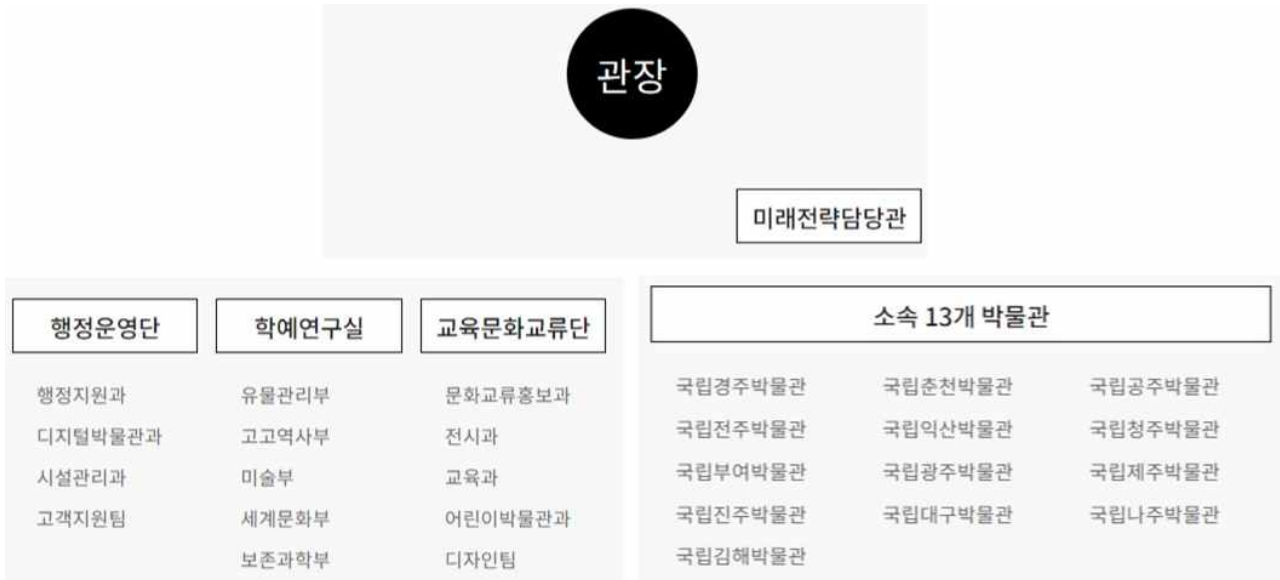 관장
미래전략담당관
행정운영단
행정지원과
디지털박물관과
시설관리과
고객지원팀
학예연구실
유물관리부
고고역사부
미술부
세계문화부
보존과학부
교육문화교류단
문화교류홍보과
전시과
교육과
어린이박물관과
디자인팀
소속 13개 박물관
국립경주박물관 국립춘천박물관 국립공주박물관
국립전주박물관 국립익산박물관 국립청주박물관
국립부여박물관 국립광주박물관 국립제주박물관
국립진주박물관 국립대구박물관 국립나주박물관
국립김해박물관